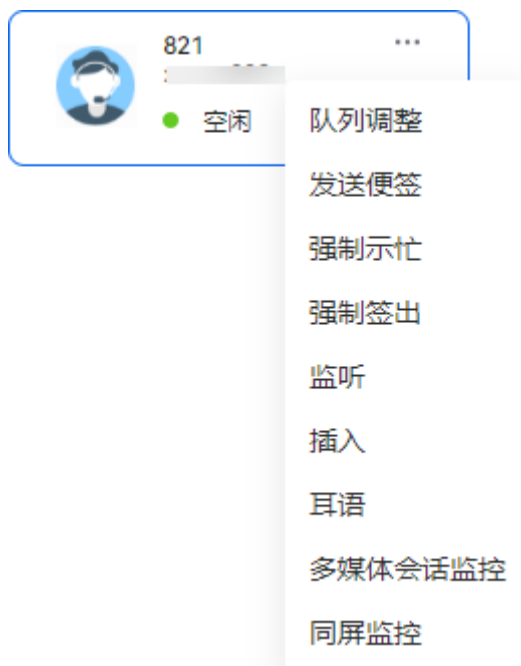 821
空闲
队列调整
发送便签
强制示忙
强制签出
监听
插入
耳语
多媒体会话监控
同屏监控